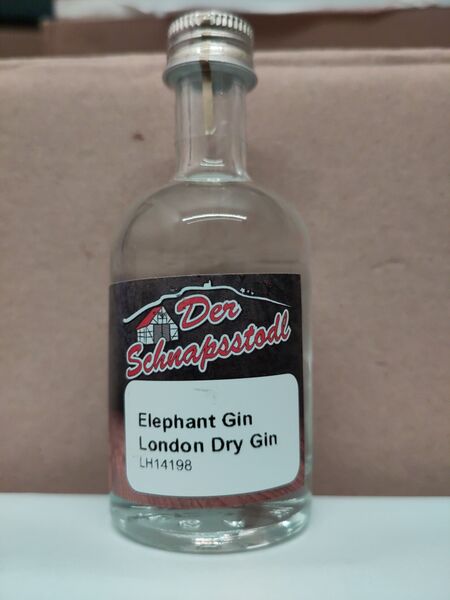 Der
Schnapsstodl
Elephant Gin
London Dry Gin
LH14198